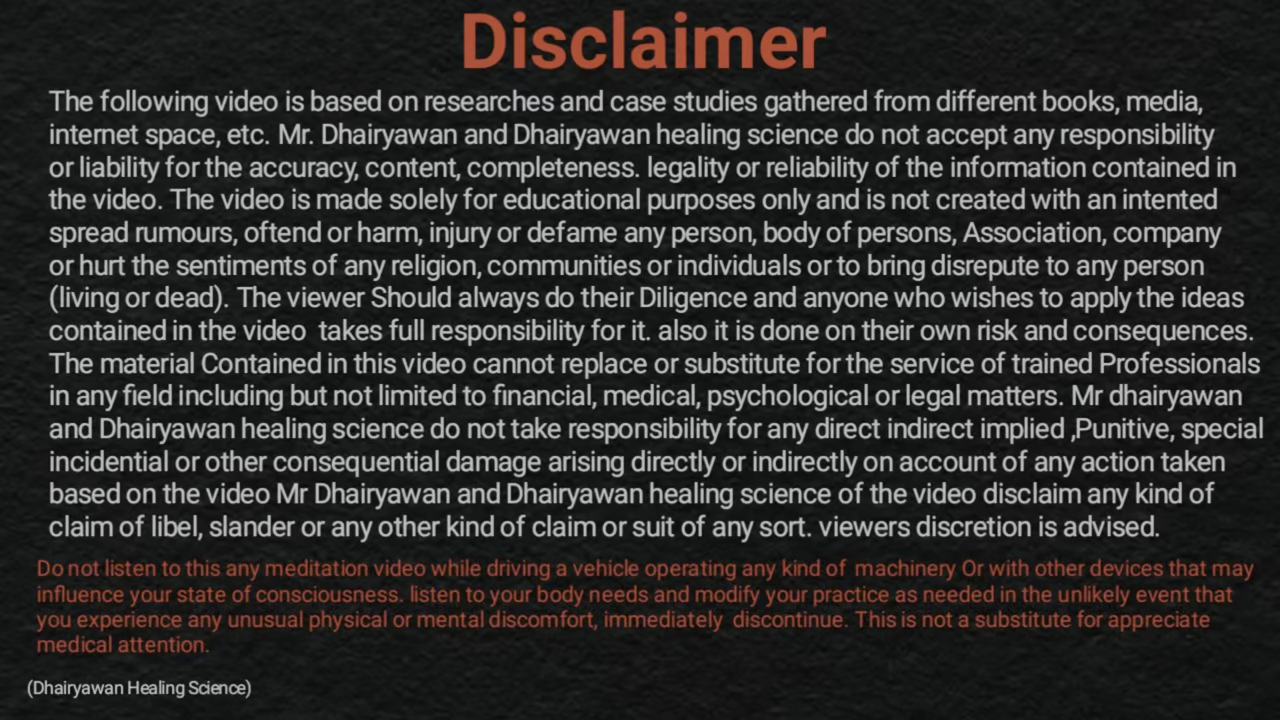 Disclaimer
The following video is based on researches and case studies gathered from different books, media,
internet space, etc. Mr. Dhairyawan and Dhairyawan healing science do not accept any responsibility
or liability for the accuracy, content, completeness. legality or reliability of the information contained in
the video. The video is made solely for educational purposes only and is not created with an intented
spread rumours, oftend or harm, injury or defame any person, body of persons, Association, company
or hurt the sentiments of any religion, communities or individuals or to bring disrepute to any person
(living or dead). The viewer Should always do their Diligence and anyone who wishes to apply the ideas
contained in the video takes full responsibility for it. also it is done on their own risk and consequences.
The material Contained in this video cannot replace or substitute for the service of trained Professionals
in any field including but not limited to financial, medical, psychological or legal matters. Mr dhairyawan
and Dhairyawan healing science do not take responsibility for any direct indirect implied ,Punitive, special
incidential or other consequential damage arising directly or indirectly on account of any action taken
based on the video Mr Dhairyawan and Dhairyawan healing science of the video disclaim any kind of
claim of libel, slander or any other kind of claim or suit of any sort. viewers discretion is advised.
Do not listen to this any meditation video while driving a vehicle operating any kind of machinery Or with other devices that may
influence your state of consciousness. listen to your body needs and modify your practice as needed in the unlikely event that
you experience any unusual physical or mental discomfort, immediately discontinue. This is not a substitute for appreciate
medical attention.
(Dhairyawan Healing Science)